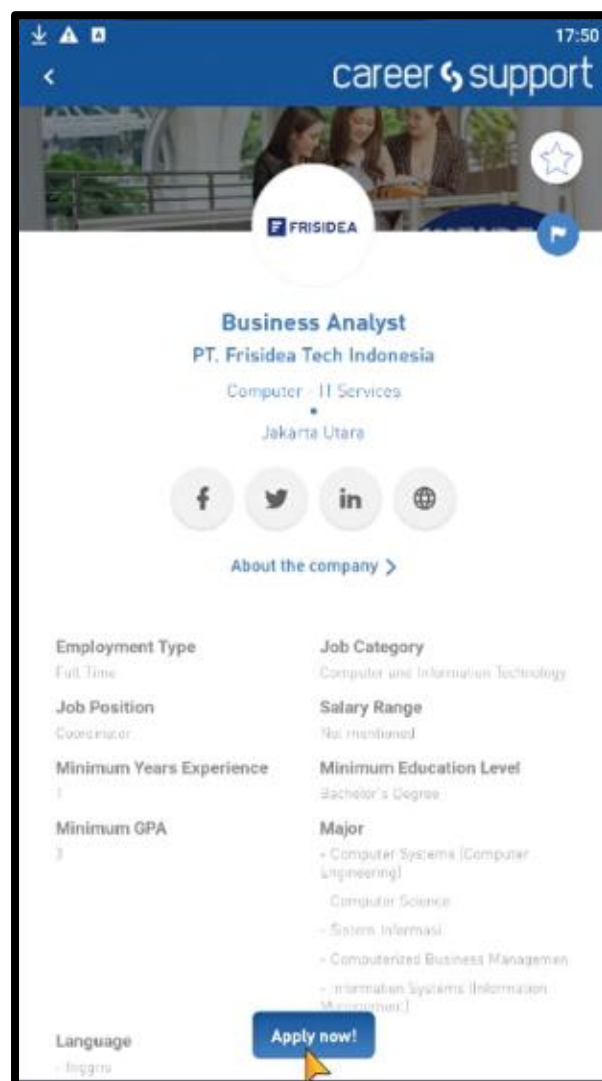 17:50
career support
FRISIDEA
Business Analyst
PT. Frisidea Tech Indonesia
Computer - IT Services
Jakarta Utara
About the company
Employment Type
Full Time
Job Category
Computer and Information Technology
Job Position
Coordinator
Salary Range
Not mentioned
Minimum Years Experience
1
Minimum Education Level
Bachelor's Degree
Minimum GPA
3
Major
- Computer Systems (Computer
Engineering)
- Computer Science
- Sistem Informasi
- Computerized Business Managemen
- Information Systems (Information
Management)
Language
- Inggris
Apply now!